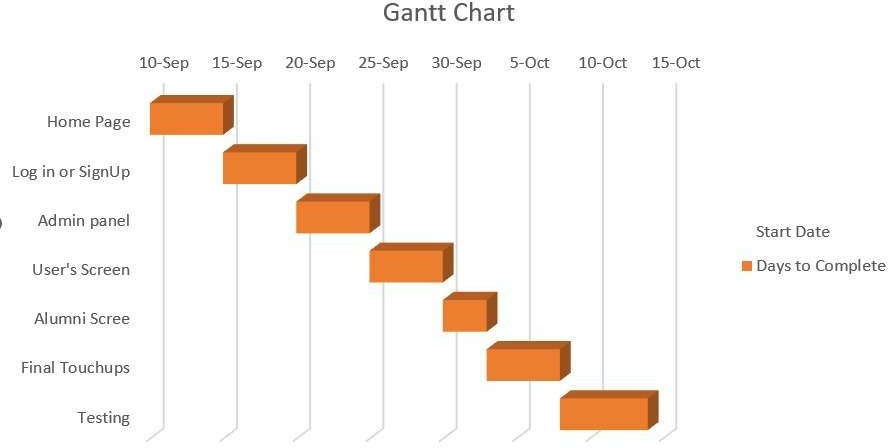 Gantt Chart
10-Sep 15-Sep 20-Sep 25-Sep 30-Sep 5-Oct 10-Oct 15-Oct
Home Page
Log in or SignUp
Admin panel
Start Date
Days to Complete
User's Screen
Alumni Scree
Final Touchups
Testing